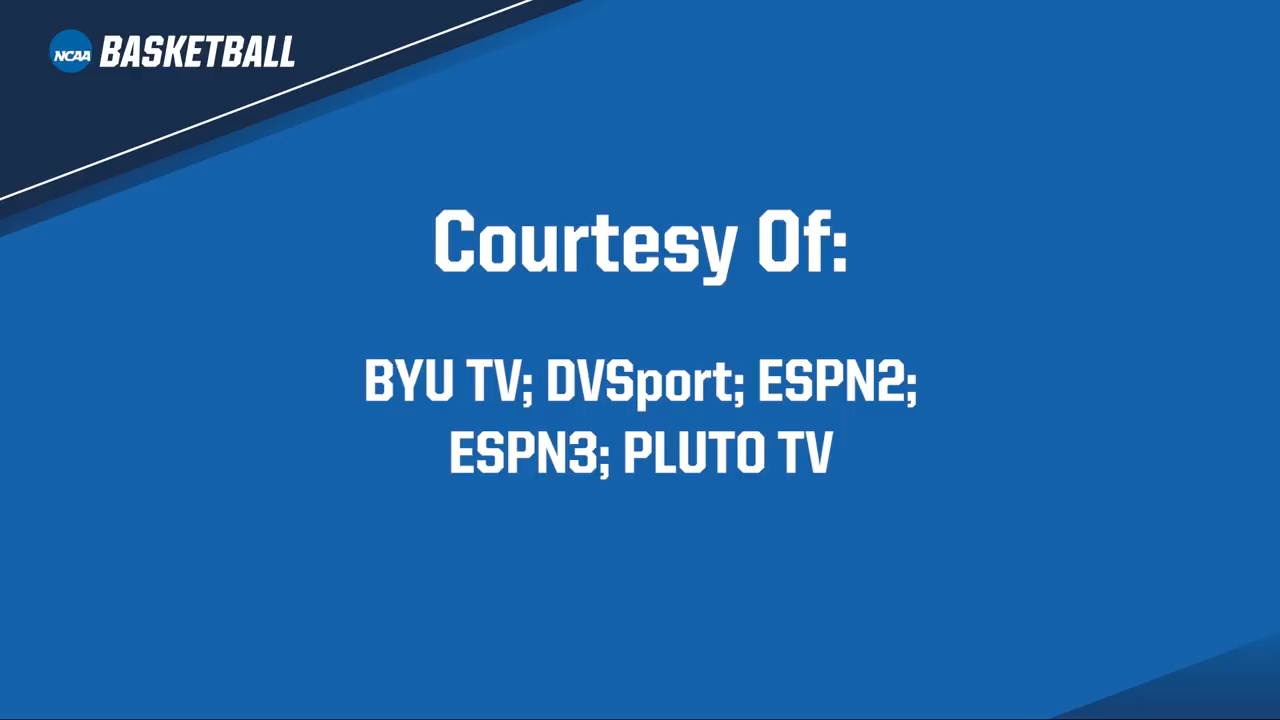 NCAA BASKETBALL
Courtesy Of:
BYU TV; DVSport; ESPN2;
ESPN3; PLUTO TV